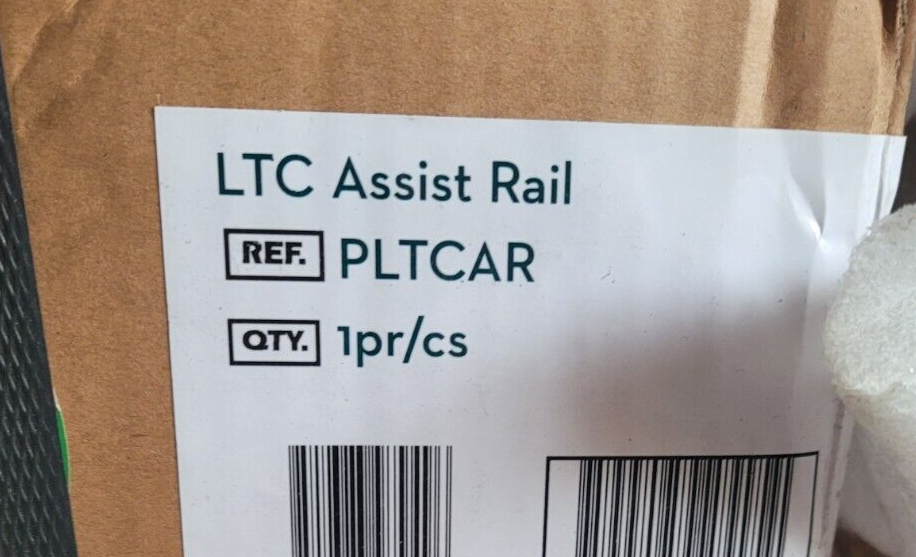 LTC Assist Rail
REF. PLTCAR
QTY. 1pr/cs